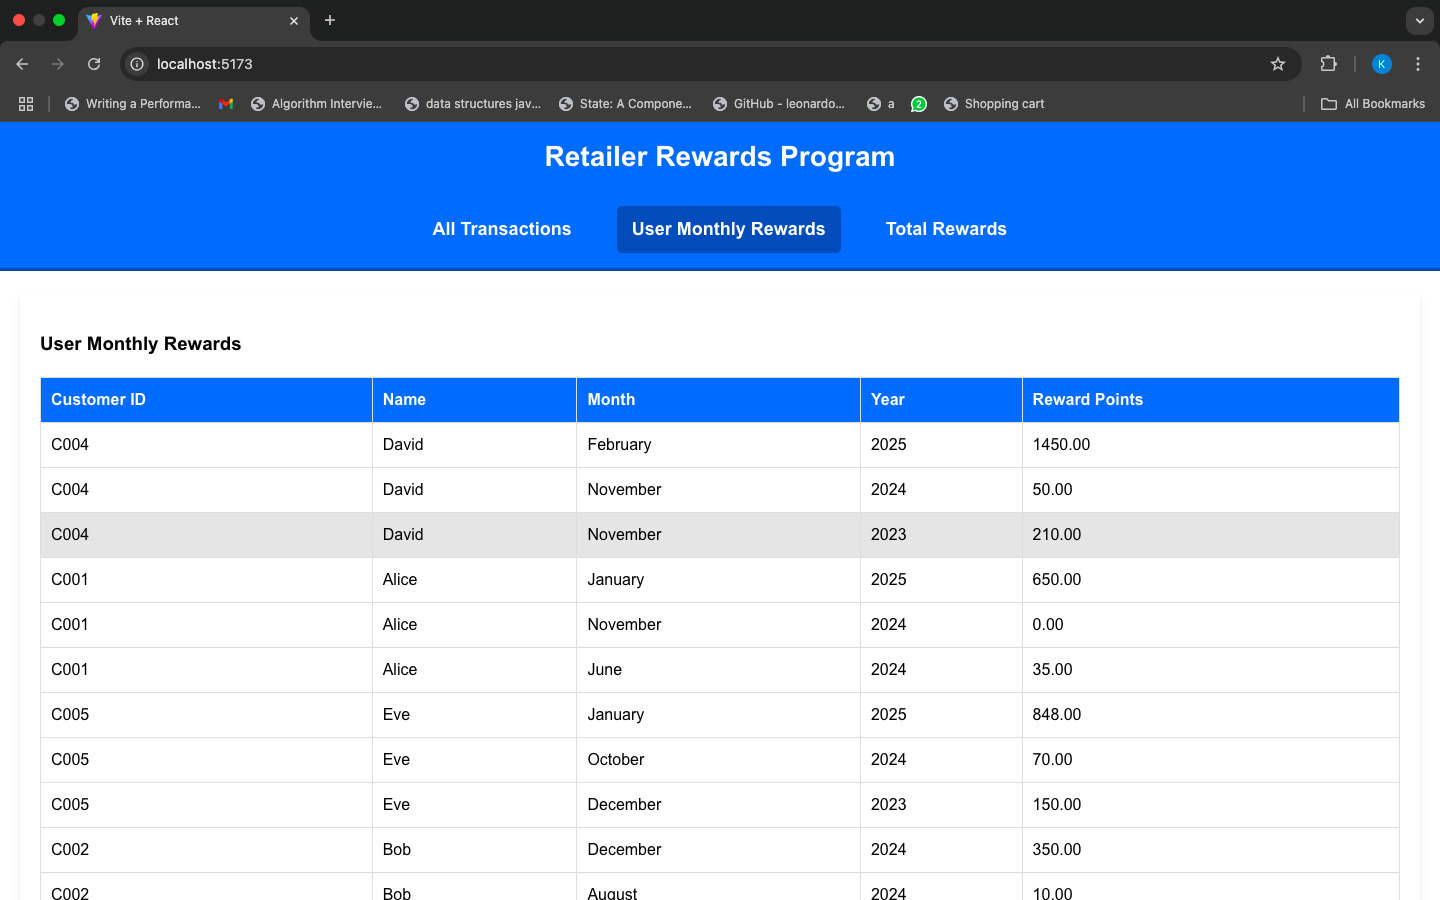 Vite + React
localhost:5173
K
Writing a Performa... Algorithm Intervie... data structures jav... State: A Compone... GitHub - leonardo... a 2 Shopping cart All Bookmarks
Retailer Rewards Program
All Transactions User Monthly Rewards Total Rewards
User Monthly Rewards
Customer ID Name Month Year Reward Points
C004 David February 2025 1450.00
C004 David November 2024 50.00
C004 David November 2023 210.00
C001 Alice January 2025 650.00
C001 Alice November 2024 0.00
C001 Alice June 2024 35.00
C005 Eve January 2025 848.00
C005 Eve October 2024 70.00
C005 Eve December 2023 150.00
C002 Bob December 2024 350.00
C002 Bob August 2024 10.00